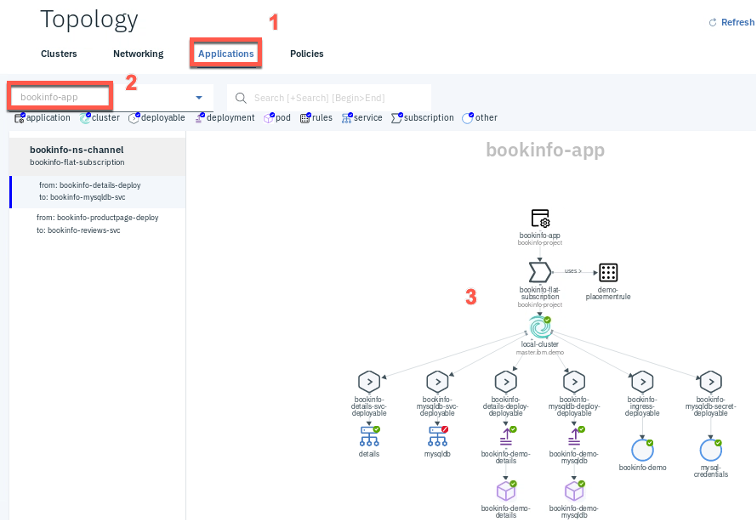 Topology
1
Refresh
Clusters
Networking
Applications
Policies
2
bookinfo-app
Search [+Search] [Begin>End]
application
cluster
deployable
deployment
pod
rules
service
subscription
other
bookinfo-ns-channel
bookinfo-flat-subscription
from: bookinfo-details-deploy
to: bookinfo-mysqldb-svc
from: bookinfo-productpage-deploy
to: bookinfo-reviews-svc
bookinfo-app
bookinfo-app
bookinfo-project
uses >
bookinfo-flat-
subscription
bookinfo-project
demo-
placementrule
3
local-cluster
master.ibm.demo
bookinfo-
details-svc-
deployable
bookinfo-
mysqldb-svc-
deployable
bookinfo-
details-deploy-
deployable
bookinfo-
mysqldb-deploy-
deployable
bookinfo-
ingress-
deployable
bookinfo-
mysqldb-secret-
deployable
details
mysqldb
bookinfo-demo-
details
bookinfo-demo-
mysqldb
bookinfo-demo
mysql-
credentials
bookinfo-demo-
details
bookinfo-demo-
mysqldb